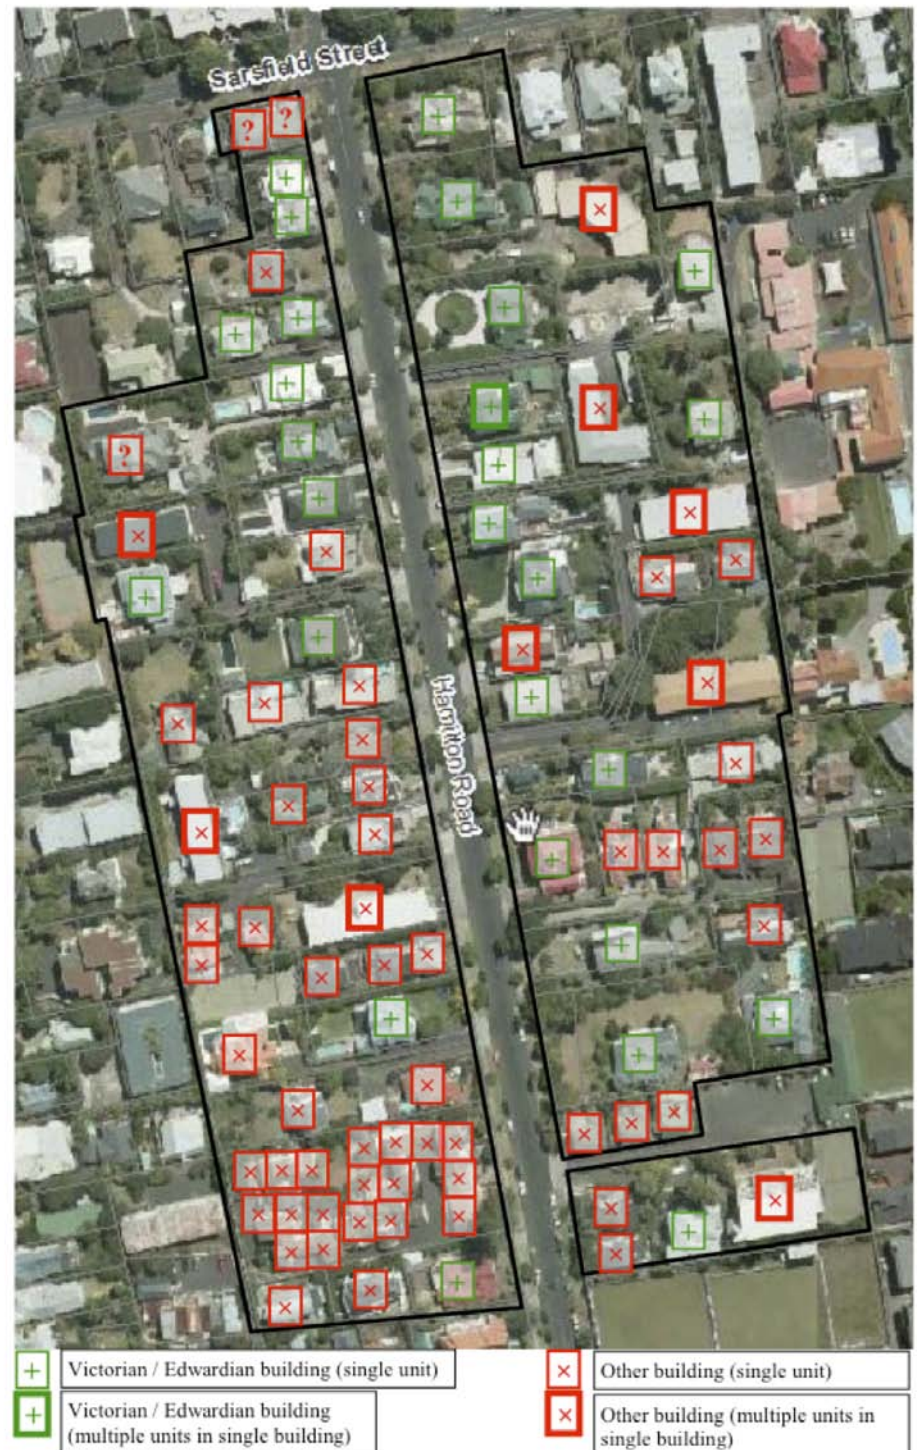 Sarsfield Street
?
?
?
Hamilton Road
Victorian / Edwardian building (single unit)
Other building (single unit)
Victorian / Edwardian building
(multiple units in single building)
Other building (multiple units in
single building)